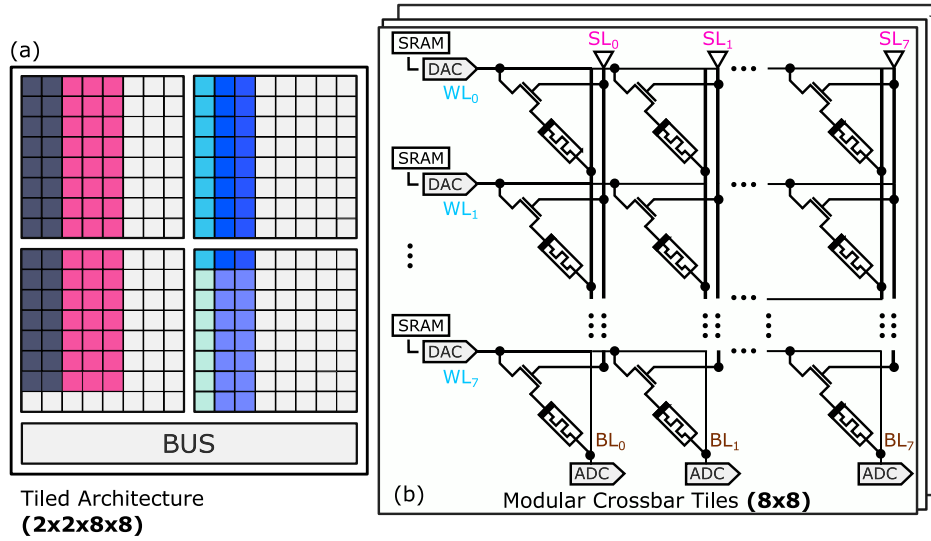 (a)
BUS
Tiled Architecture
(2x2x8x8)
SL0 SL1 SL7
SRAM
DAC
WL0
SRAM
DAC
WL1
SRAM
DAC
WL7
BL0 BL1 BL7
ADC ADC ADC
(b) Modular Crossbar Tiles (8x8)